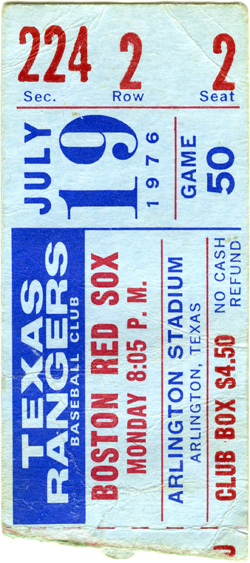 224 2 2
Sec. Row Seat
JULY
19
1976
GAME
50
TEXAS
RANGERS
BASEBALL CLUB
BOSTON RED SOX
MONDAY 8:05 P. M.
ARLINGTON STADIUM
ARLINGTON, TEXAS
NO CASH
REFUND
CLUB BOX $4.50